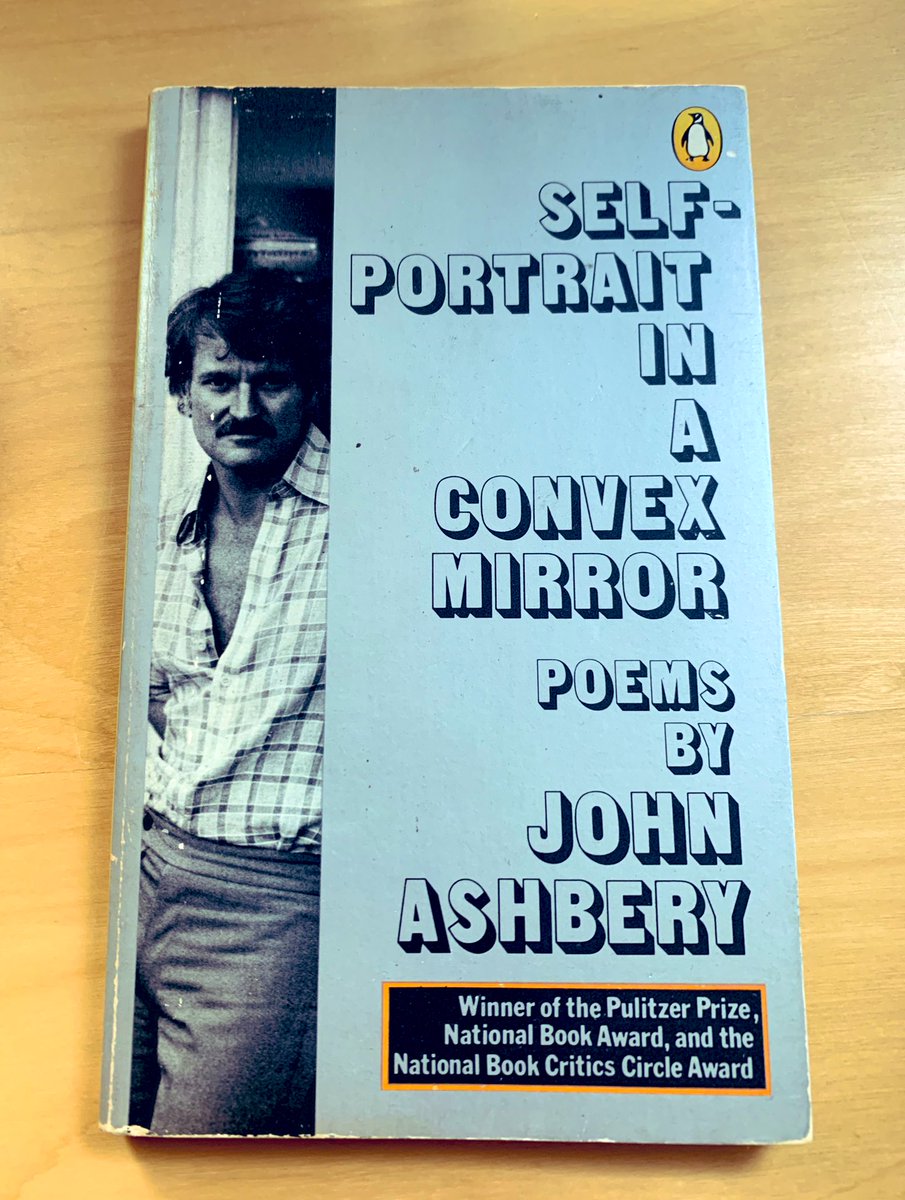 SELF-
PORTRAIT
IN
A
CONVEX
MIRROR
POEMS
BY
JOHN
ASHBERY
Winner of the Pulitzer Prize,
National Book Award, and the
National Book Critics Circle Award